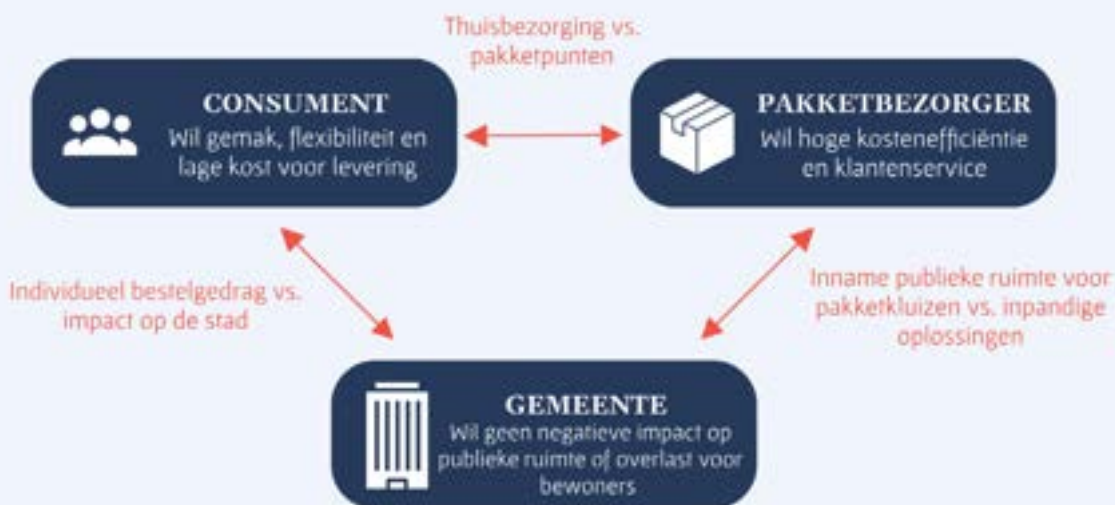 Thuisbezorging vs.
pakketpunten
CONSUMENT
Wil gemak, flexibiliteit en
lage kost voor levering
PAKKETBEZORGER
Wil hoge kostenefficiëntie
en klantenservice
Individueel bestelgedrag vs.
impact op de stad
Inname publieke ruimte voor
pakketkluizen vs. inpandige
oplossingen
GEMEENTE
Wil geen negatieve impact op
publieke ruimte of overlast voor
bewoners